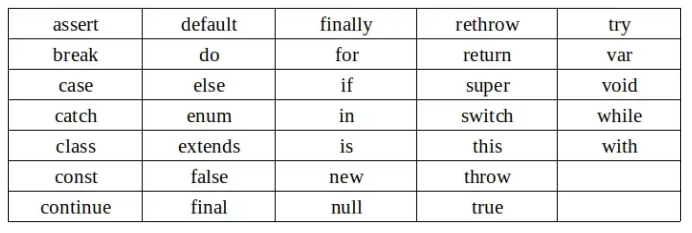 assert default finally rethrow try
break do for return var
case else if super void
catch enum in switch while
class extends is this with
const false new throw
continue final null true